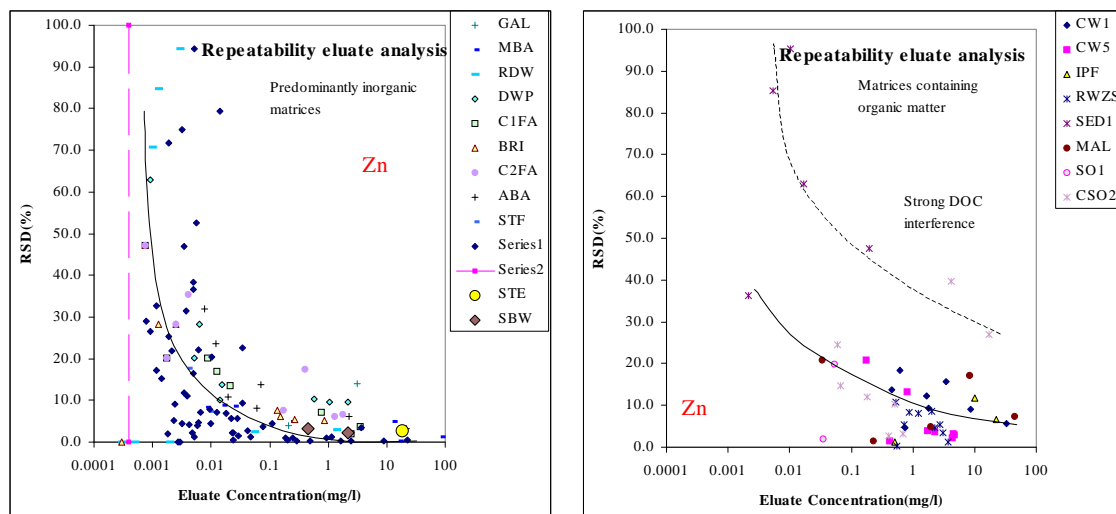 100.0
90.0
80.0
70.0
60.0
50.0
40.0
30.0
20.0
10.0
0.0
RSD(%)
Repeatability eluate analysis
Predominantly inorganic
matrices
Zn
0.0001
0.001
0.01
0.1
1
10
100
Eluate Concentration(mg/l)
GAL
MBA
RDW
DWP
C1FA
BRI
C2FA
ABA
STF
Series1
Series2
STE
SBW
100.0
90.0
80.0
70.0
60.0
50.0
40.0
30.0
20.0
10.0
0.0
RSD(%)
Repeatability eluate analysis
Matrices containing
organic matter
Strong DOC
interference
Zn
0.0001
0.001
0.01
0.1
1
10
100
Eluate Concentration(mg/l)
CW1
CW5
IPF
RWZS
SED1
MAL
SO1
CSO2